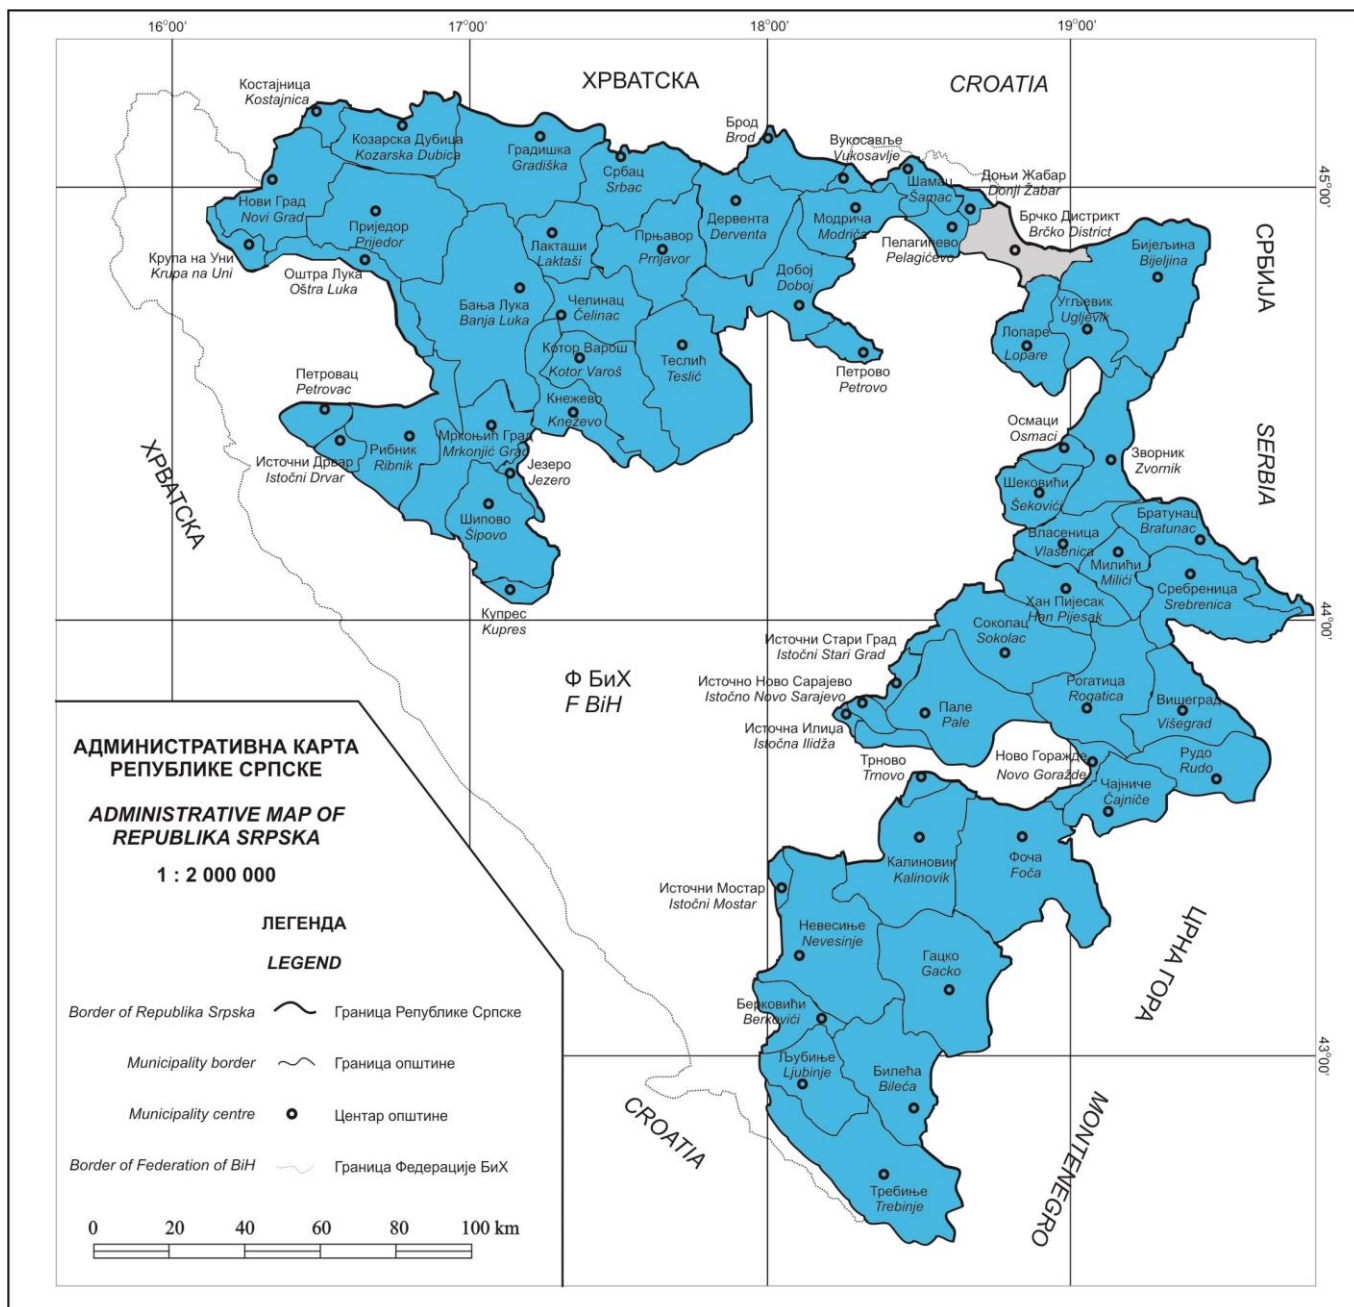 16°00'
17°00'
18°00'
19°00'
ХРВАТСКА
CROATIA
Костајница
Kostajnica
Козарска Дубица
Kozarska Dubica
Градишка
Gradiška
Србац
Srbac
Брод
Brod
Вукосавље
Vukosavlje
Шамац
Šamac
Доњи Жабар
Donji Žabar
45°00'
Нови Град
Novi Grad
Приједор
Prijedor
Лакташи
Laktaši
Прњавор
Prnjavor
Дервента
Derventa
Модрича
Modriča
Пелагићево
Pelagićevo
Брчко Дистрикт
Brčko District
Бијељина
Bijeljina
СРБИЈА
Крупа на Уни
Krupa na Uni
Оштра Лука
Oštra Luka
Бања Лука
Banja Luka
Челинац
Čelinac
Добој
Doboj
Угљевик
Ugljevik
Лопаре
Lopare
Котор Варош
Kotor Varoš
Теслић
Teslić
Петрово
Petrovo
Петровац
Petrovac
Кнежево
Kneževo
Осмаци
Osmaci
Зворник
Zvornik
SERBIA
ХРВАТСКА
Источни Дрвар
Istočni Drvar
Рибник
Ribnik
Мркоњић Град
Mrkonjić Grad
Језеро
Jezero
Шековићи
Šekovići
Братунац
Bratunac
Шипово
Šipovo
Власеница
Vlasenica
Милићи
Milići
Сребреница
Srebrenica
Купрес
Kupres
Хан Пијесак
Han Pijesak
44°00'
Соколац
Sokolac
Источни Стари Град
Istočni Stari Grad
Ф БиХ
F BiH
Источно Ново Сарајево
Istočno Novo Sarajevo
Источна Илиџа
Istočna Ilidža
Пале
Pale
Рогатица
Rogatica
Вишеград
Višegrad
Трново
Trnovo
Ново Горажде
Novo Goražde
Рудо
Rudo
Чајниче
Čajniče
Калиновик
Kalinovik
Фоча
Foča
Источни Мостар
Istočni Mostar
Невесиње
Nevesinje
Гацко
Gacko
ЦРНА ГОРА
Берковићи
Berkovići
Љубиње
Ljubinje
Билећа
Bileća
43°00'
CROATIA
MONTENEGRO
Требиње
Trebinje
АДМИНИСТРАТИВНА КАРТА
РЕПУБЛИКЕ СРПСКЕ
ADMINISTRATIVE MAP OF
REPUBLIKA SRPSKA
1 : 2 000 000
ЛЕГЕНДА
LEGEND
Border of Republika Srpska Граница Републике Српске
Municipality border Граница општине
Municipality centre Центар општине
Border of Federation of BiH Граница Федерације БиХ
0 20 40 60 80 100 km